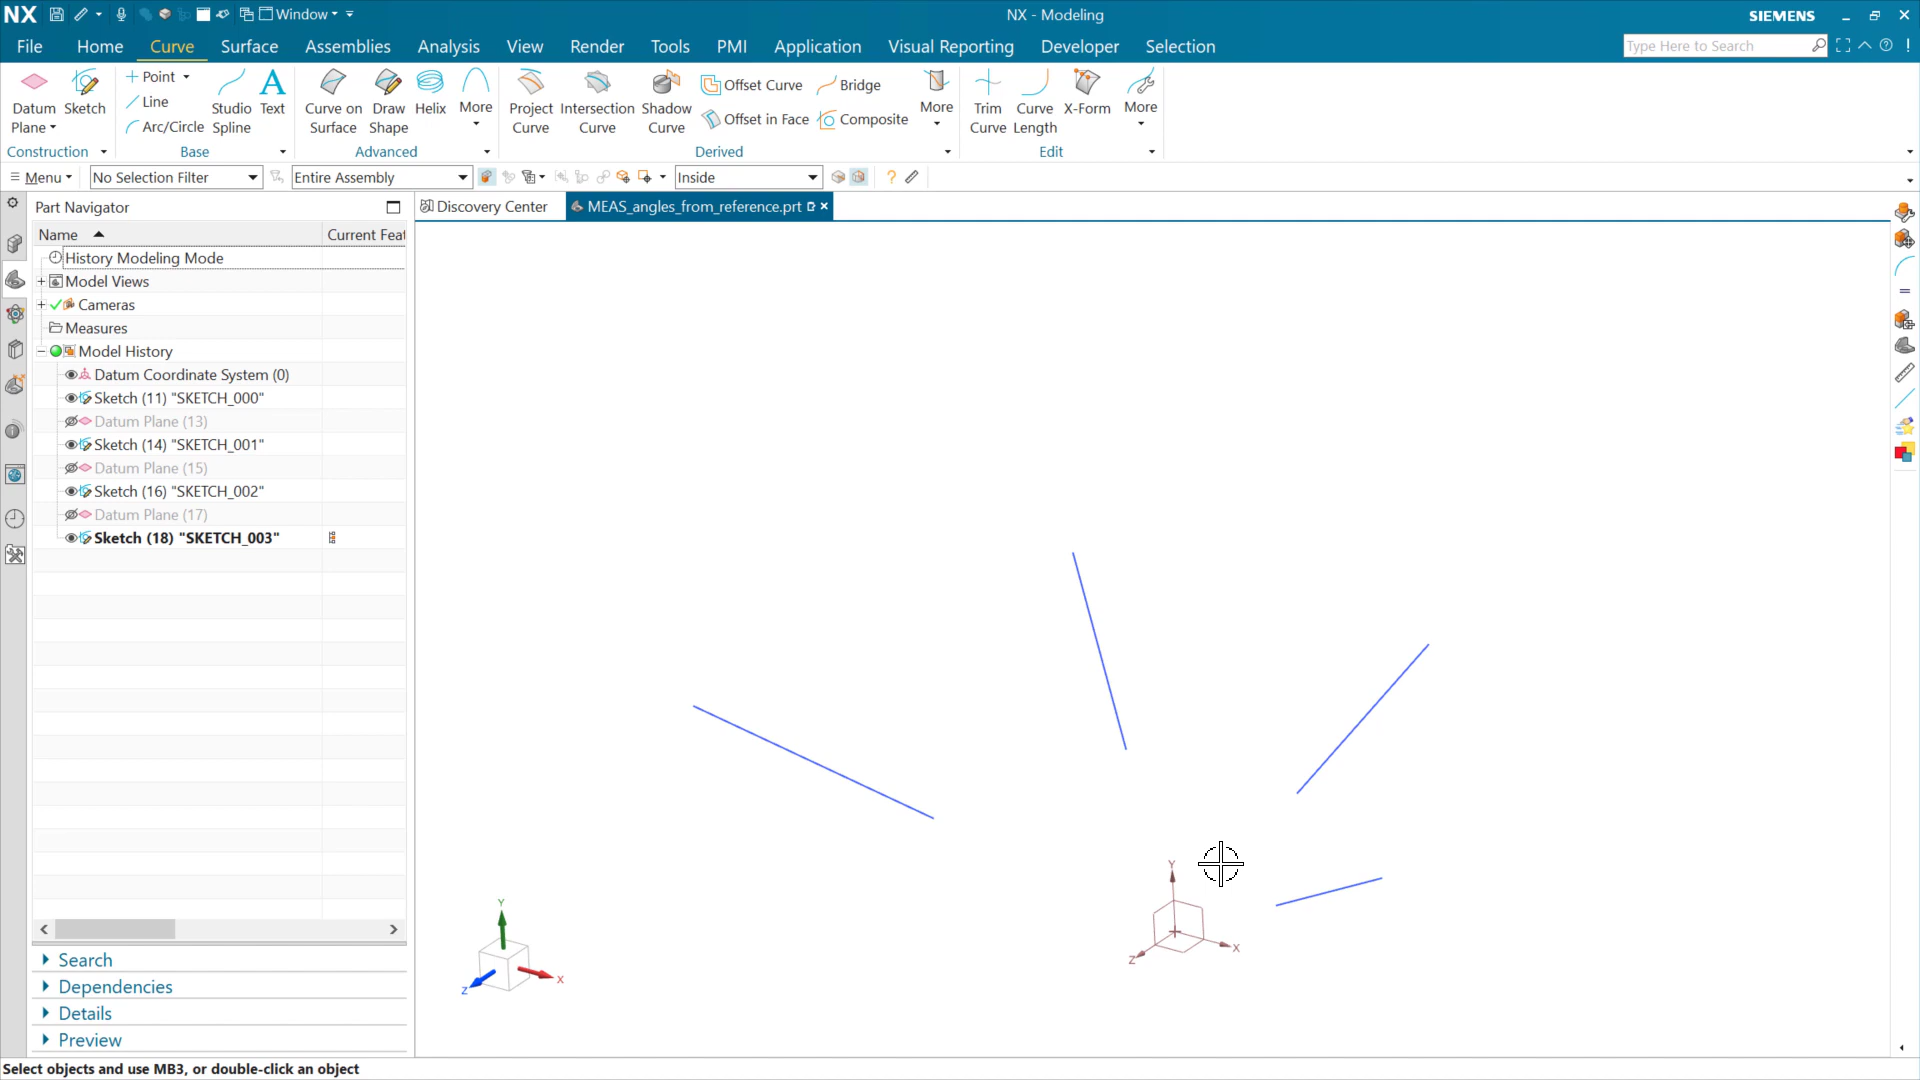 NX
Window
NX - Modeling
SIEMENS
File
Home
Curve
Surface
Assemblies
Analysis
View
Render
Tools
PMI
Application
Visual Reporting
Developer
Selection
Type Here to Search
Datum
Plane
Sketch
Point
Line
Arc/Circle
Studio
Spline
Text
Curve on
Surface
Draw
Shape
Helix
More
Project
Curve
Intersection
Curve
Shadow
Curve
Offset Curve
Offset in Face
Bridge
Composite
More
Trim
Curve
Curve
Length
X-Form
More
Construction
Base
Advanced
Derived
Edit
Menu
No Selection Filter
Entire Assembly
Inside
Part Navigator
Discovery Center
MEAS_angles_from_reference.prt
Name
Current Feat
History Modeling Mode
Model Views
Cameras
Measures
Model History
Datum Coordinate System (0)
Sketch (11) "SKETCH_000"
Datum Plane (13)
Sketch (14) "SKETCH_001"
Datum Plane (15)
Sketch (16) "SKETCH_002"
Datum Plane (17)
Sketch (18) "SKETCH_003"
Y
X
Z
Y
X
Z
Search
Dependencies
Details
Preview
Select objects and use MB3, or double-click an object